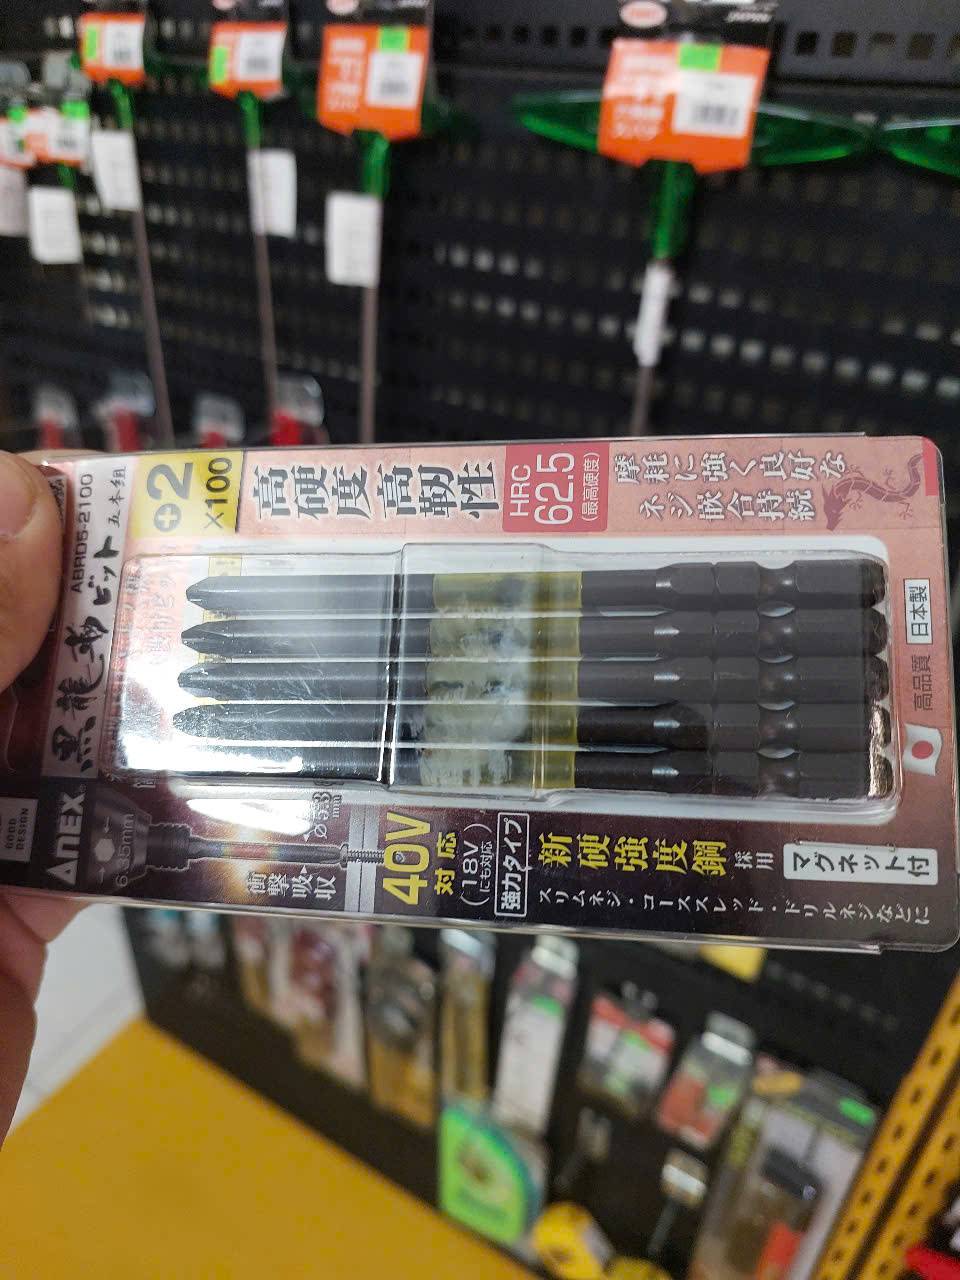 ABRD5-2100
五本組
黒龍靭ビット
+2
×100
高硬度高靭性
HRC
62.5
(最高硬度)
摩耗に強く良好な
ネジ嵌合持続
日本製
高品質
GOOD DESIGN
ANEX
6.35mm
Ø3.3mm
衝撃吸収
40V
対応
(18Vにも対応)
強力タイプ
新硬強度鋼採用
マグネット付
スリムネジ・コーススレッド・ドリルネジなどに